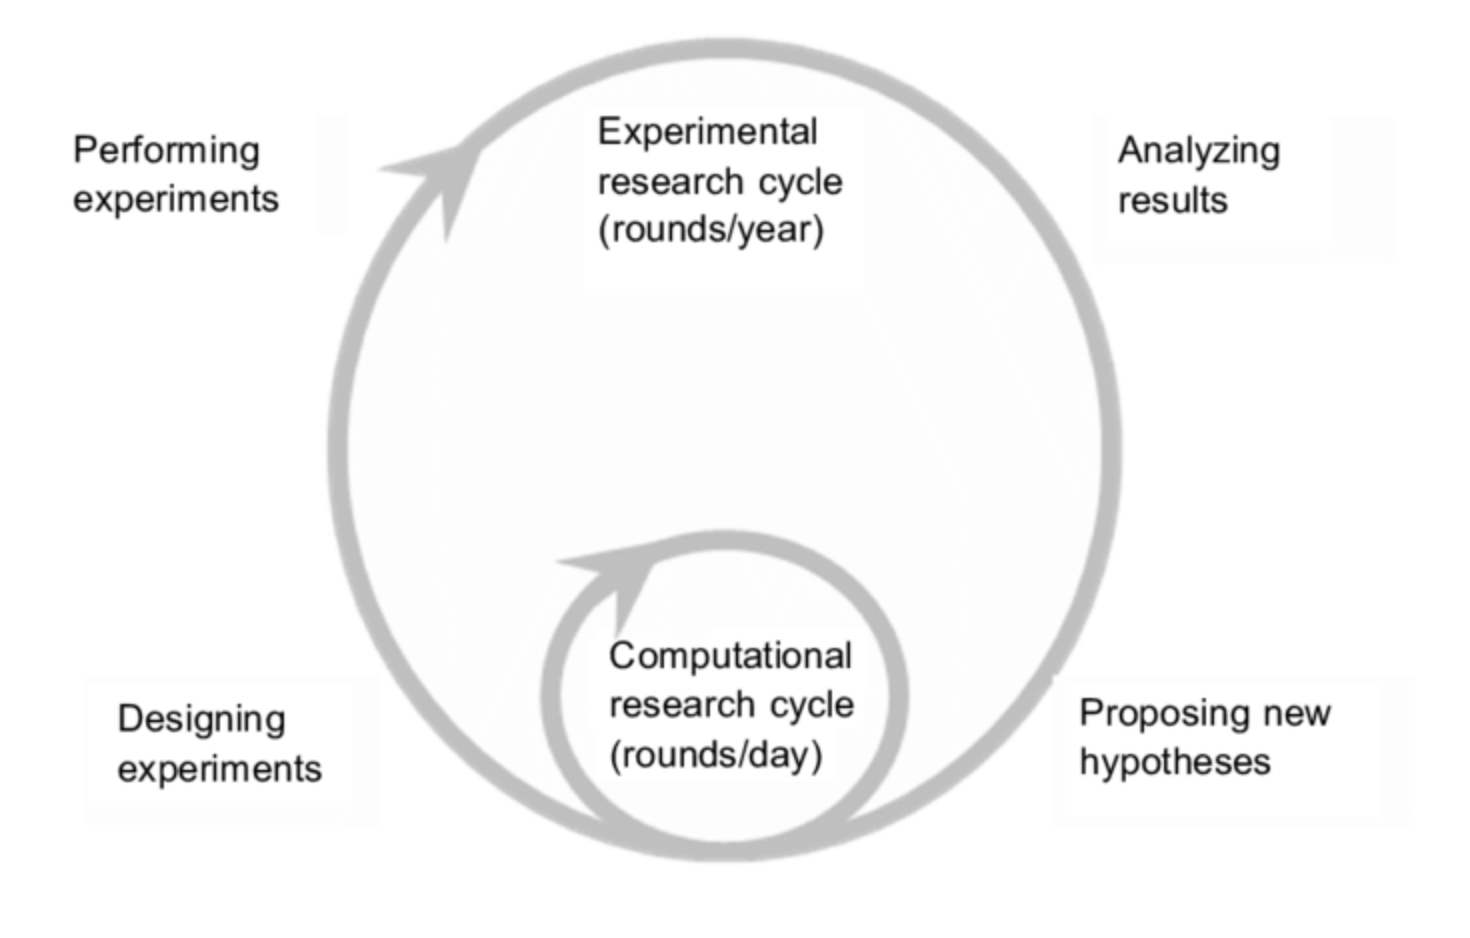 Performing
experiments
Experimental
research cycle
(rounds/year)
Analyzing
results
Computational
research cycle
(rounds/day)
Designing
experiments
Proposing new
hypotheses